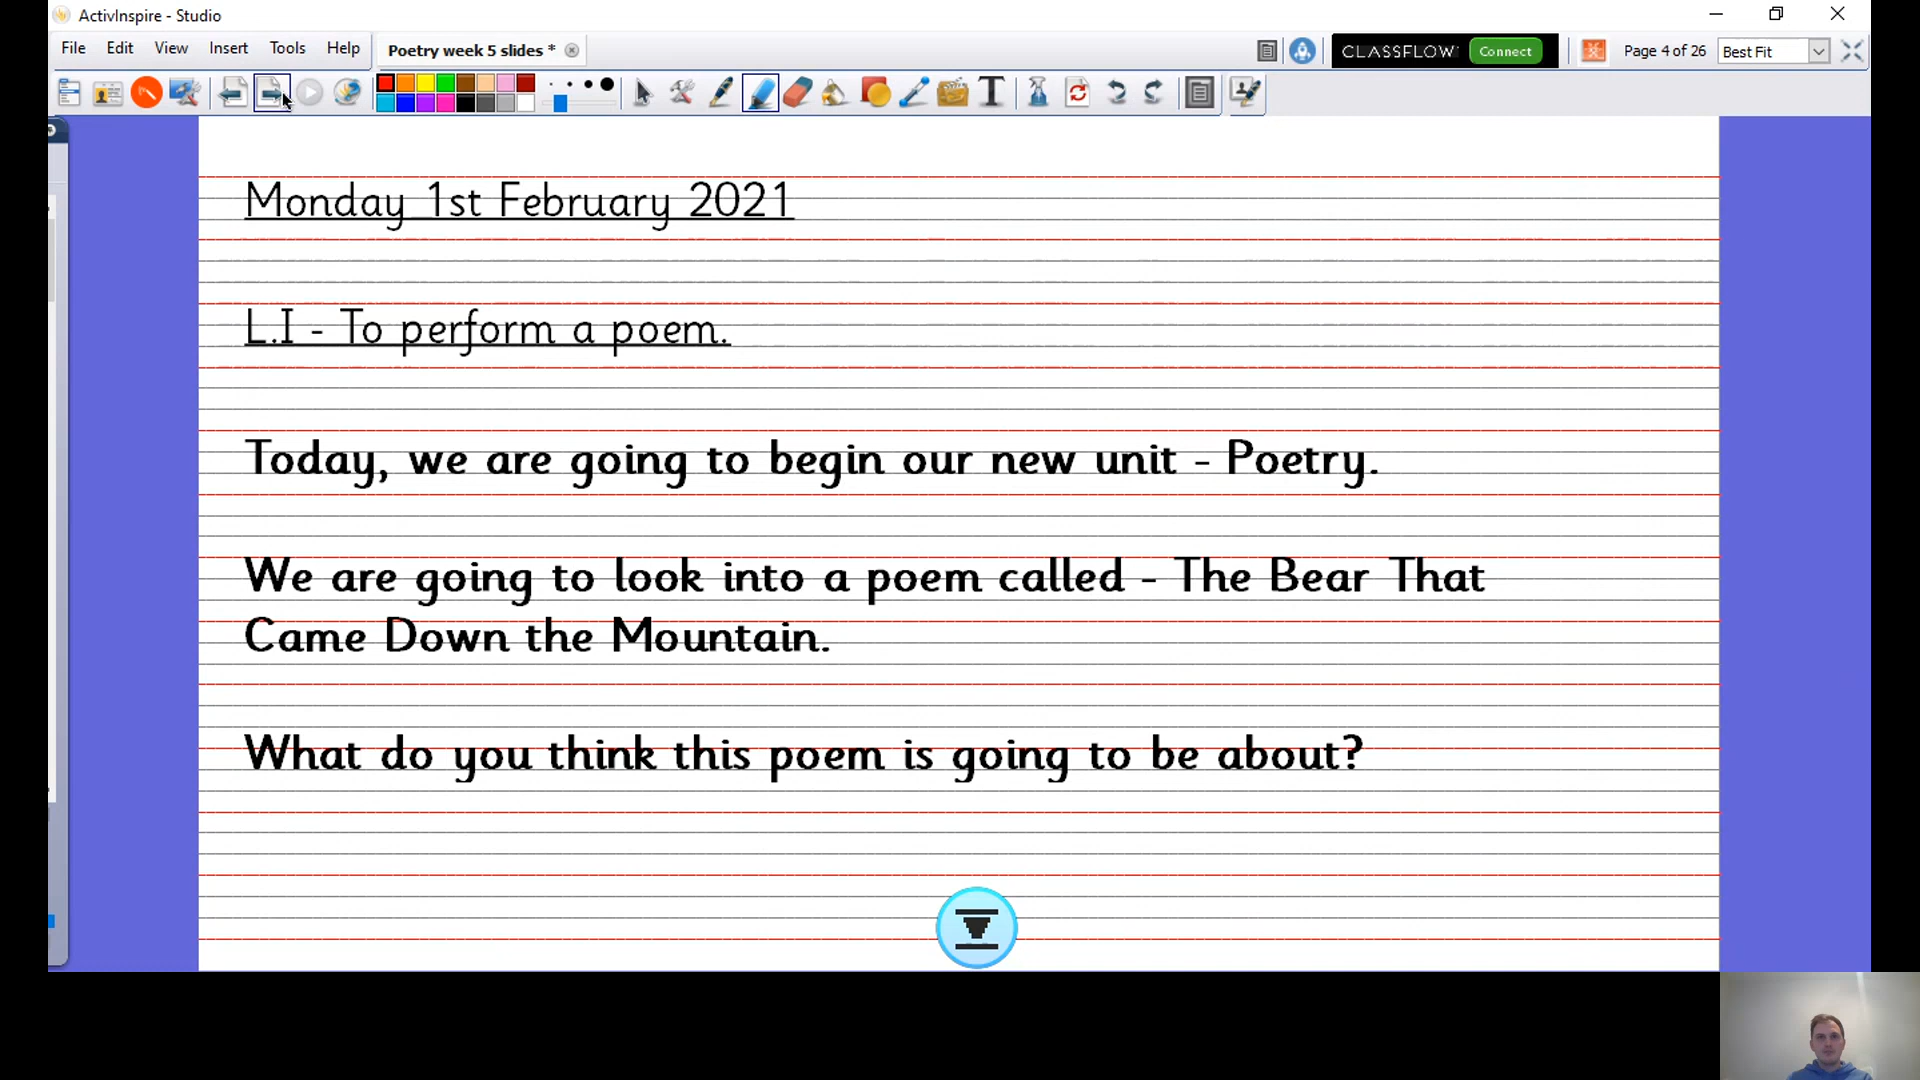 ActivInspire - Studio
File Edit View Insert Tools Help
Poetry week 5 slides *
CLASSFLOW Connect
Page 4 of 26
Best Fit
Monday 1st February 2021
L.I - To perform a poem.
Today, we are going to begin our new unit - Poetry.
We are going to look into a poem called - The Bear That
Came Down the Mountain.
What do you think this poem is going to be about?